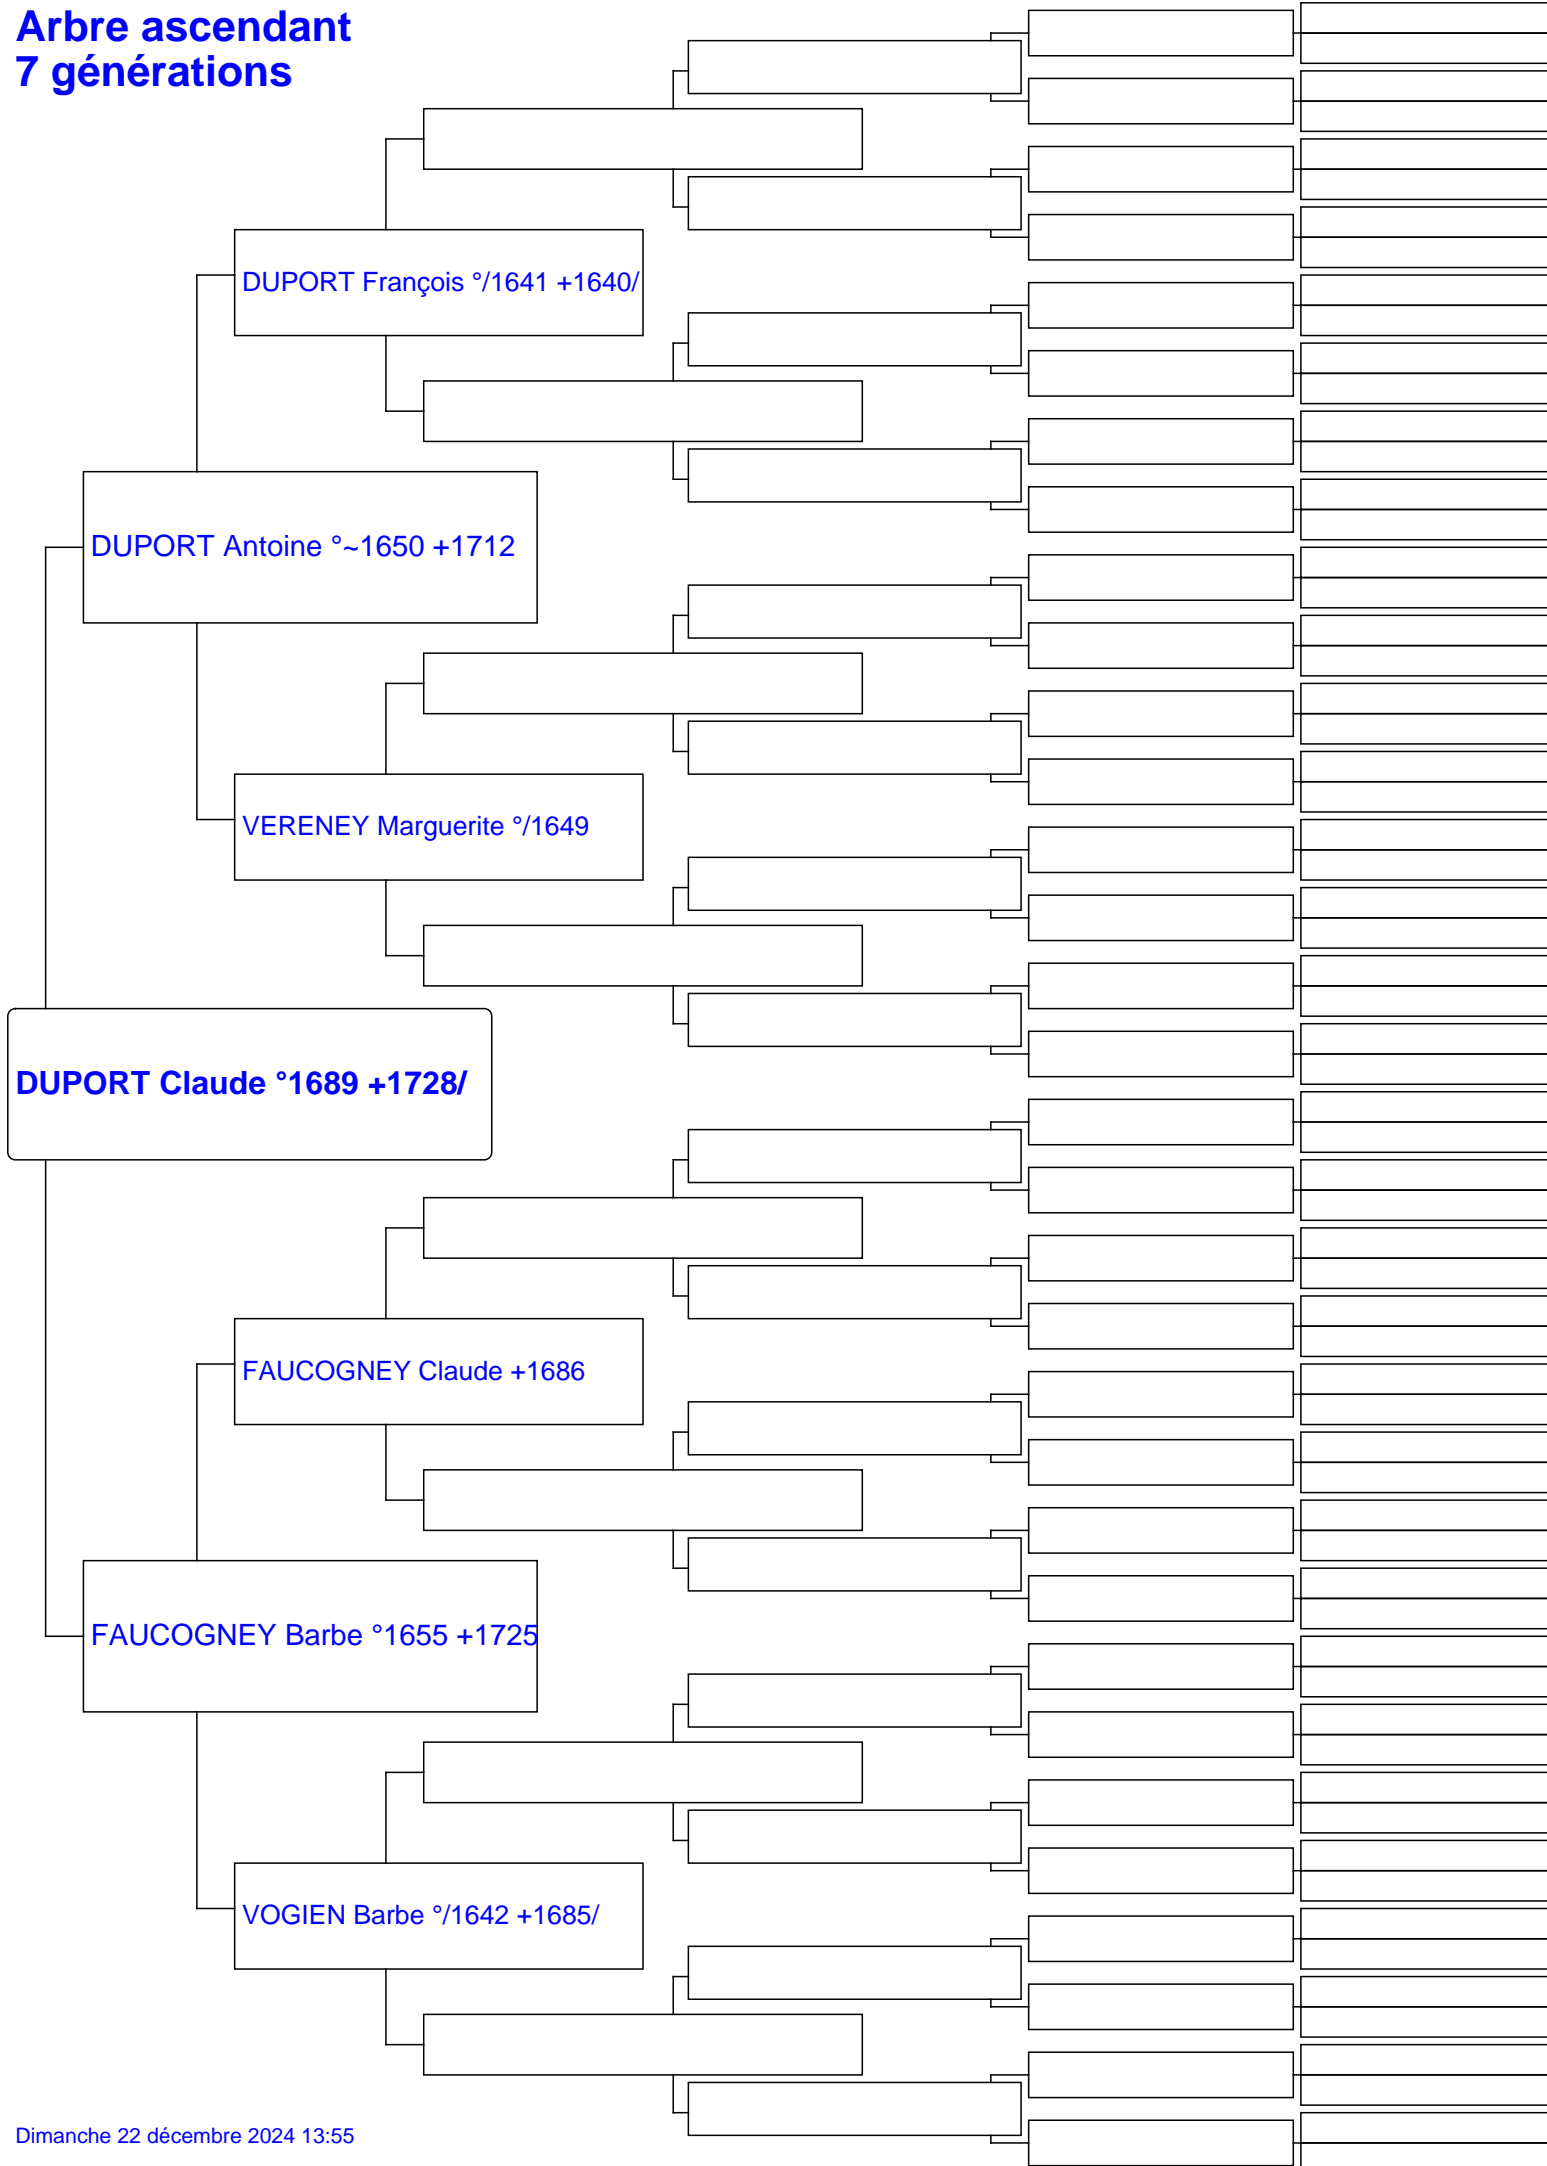 Arbre ascendant
7 générations
DUPORT François °/1641 +1640/
DUPORT Antoine °~1650 +1712
VERENEY Marguerite °/1649
DUPORT Claude °1689 +1728/
FAUCOGNEY Claude +1686
FAUCOGNEY Barbe °1655 +1725
VOGIEN Barbe °/1642 +1685/
Dimanche 22 décembre 2024 13:55